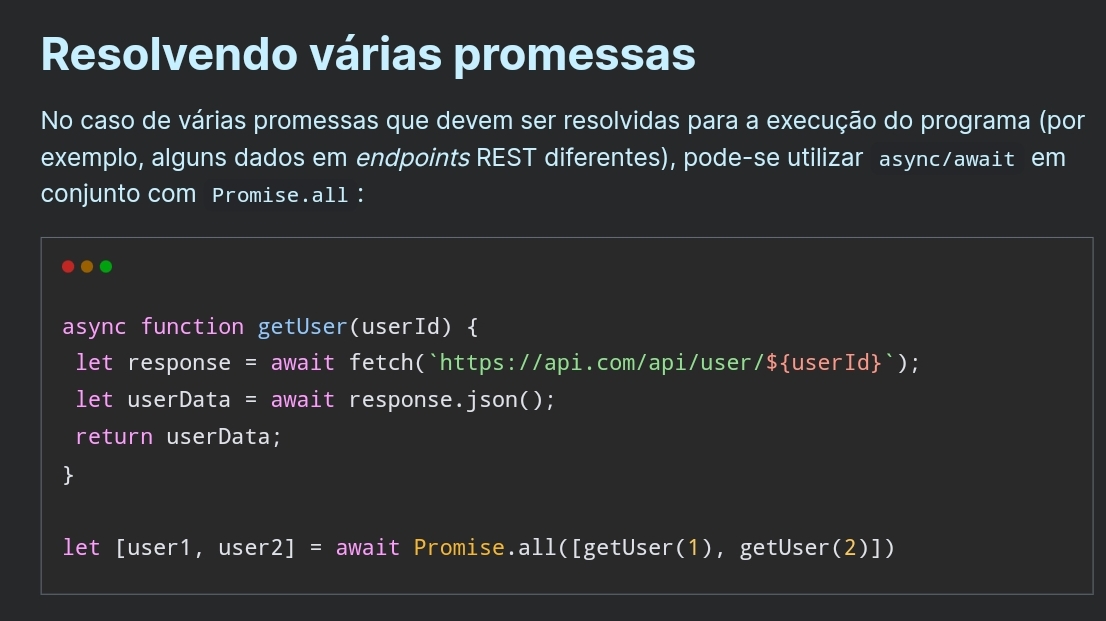 Resolvendo várias promessas
No caso de várias promessas que devem ser resolvidas para a execução do programa (por
exemplo, alguns dados em endpoints REST diferentes), pode-se utilizar async/await em
conjunto com Promise.all :
async function getUser(userId) {
 let response = await fetch(`https://api.com/api/user/${userId}`);
 let userData = await response.json();
 return userData;
}
let [user1, user2] = await Promise.all([getUser(1), getUser(2)])